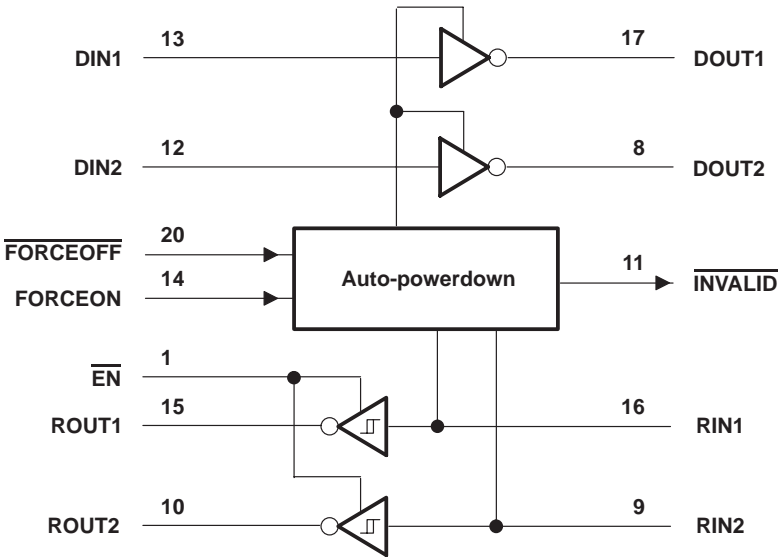 DIN1 13 17 DOUT1
DIN2 12 8 DOUT2
FORCEOFF 20
Auto-powerdown
11 INVALID
FORCEON 14
EN 1
ROUT1 15 16 RIN1
ROUT2 10 9 RIN2